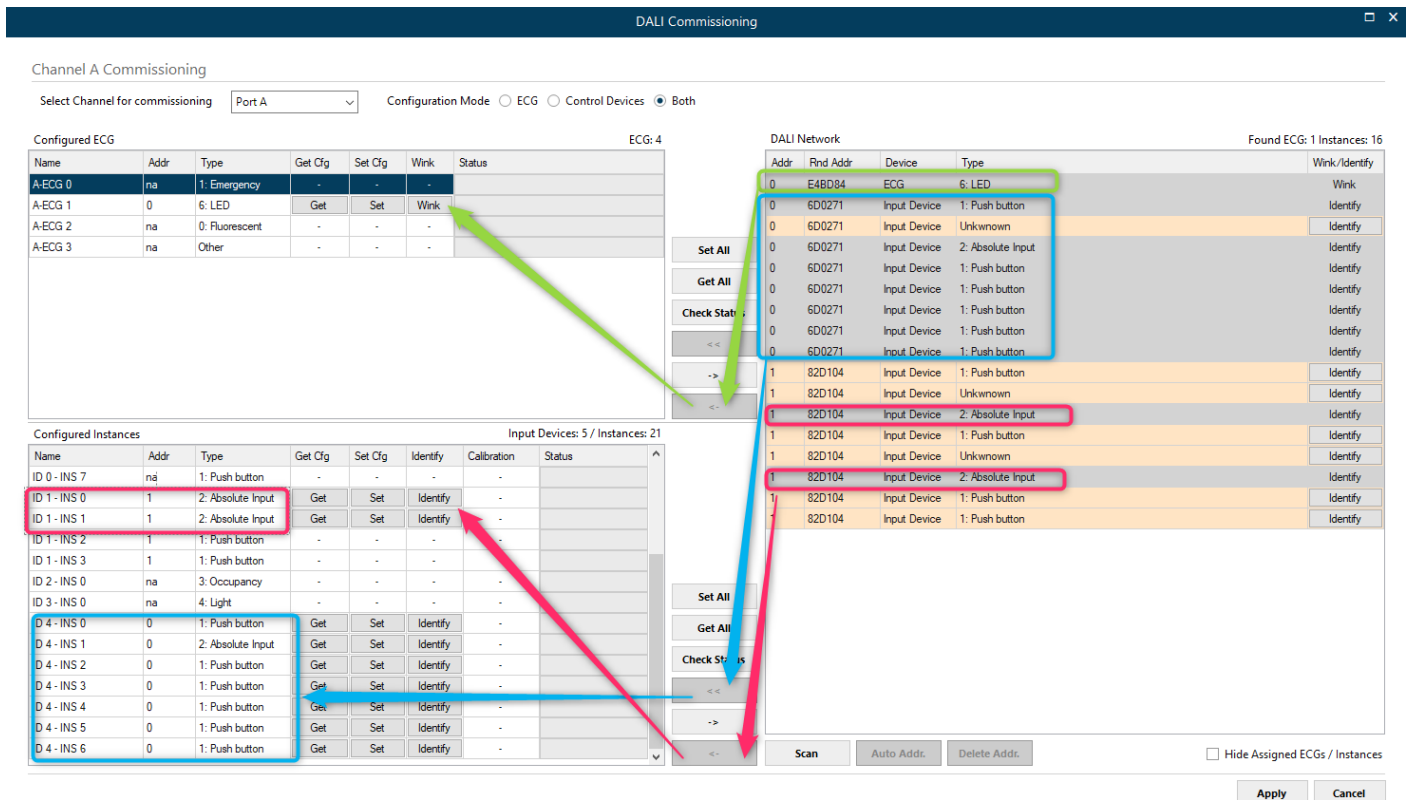 DALI Commissioning
Channel A Commissioning
Select Channel for commissioning Port A Configuration Mode ECG Control Devices Both
Configured ECG ECG: 4
Name Addr Type Get Cfg Set Cfg Wink Status
A-ECG 0 na 1: Emergency - - -
A-ECG 1 0 6: LED Get Set Wink
A-ECG 2 na 0: Fluorescent - - -
A-ECG 3 na Other - - -
Set All
Get All
Check Status
<<
->
<-
Configured Instances Input Devices: 5 / Instances: 21
Name Addr Type Get Cfg Set Cfg Identify Calibration Status
ID 0 - INS 7 na 1: Push button - - - -
ID 1 - INS 0 1 2: Absolute Input Get Set Identify -
ID 1 - INS 1 1 2: Absolute Input Get Set Identify -
ID 1 - INS 2 1 1: Push button - - - -
ID 1 - INS 3 1 1: Push button - - - -
ID 2 - INS 0 na 3: Occupancy - - - -
ID 3 - INS 0 na 4: Light - - - -
D 4 - INS 0 0 1: Push button Get Set Identify -
D 4 - INS 1 0 2: Absolute Input Get Set Identify -
D 4 - INS 2 0 1: Push button Get Set Identify -
D 4 - INS 3 0 1: Push button Get Set Identify -
D 4 - INS 4 0 1: Push button Get Set Identify -
D 4 - INS 5 0 1: Push button Get Set Identify -
D 4 - INS 6 0 1: Push button Get Set Identify -
Set All
Get All
Check Status
<<
->
<-
DALI Network Found ECG: 1 Instances: 16
Addr Rnd Addr Device Type Wink/Identify
0 E4BD84 ECG 6: LED Wink
0 6D0271 Input Device 1: Push button Identify
0 6D0271 Input Device Unkwnown Identify
0 6D0271 Input Device 2: Absolute Input Identify
0 6D0271 Input Device 1: Push button Identify
0 6D0271 Input Device 1: Push button Identify
0 6D0271 Input Device 1: Push button Identify
0 6D0271 Input Device 1: Push button Identify
0 6D0271 Input Device 1: Push button Identify
1 82D104 Input Device 1: Push button Identify
1 82D104 Input Device Unkwnown Identify
1 82D104 Input Device 2: Absolute Input Identify
1 82D104 Input Device 1: Push button Identify
1 82D104 Input Device Unkwnown Identify
1 82D104 Input Device 2: Absolute Input Identify
1 82D104 Input Device 1: Push button Identify
1 82D104 Input Device 1: Push button Identify
Scan Auto Addr. Delete Addr. Hide Assigned ECGs / Instances
Apply Cancel